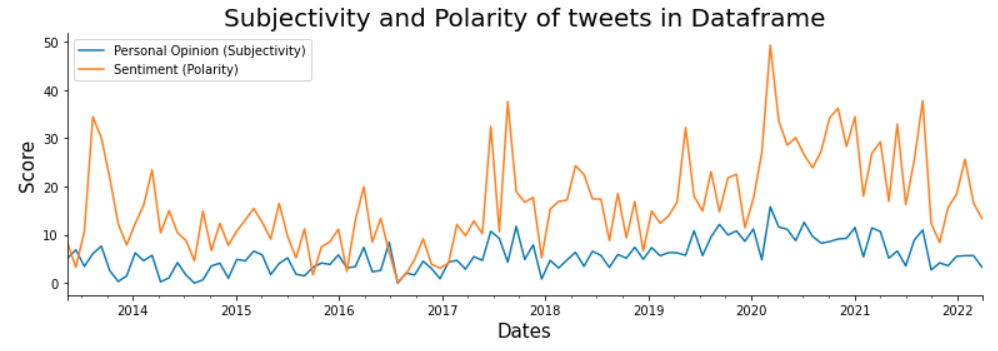 Subjectivity and Polarity of tweets in Dataframe
Personal Opinion (Subjectivity)
Sentiment (Polarity)
Score
50
40
30
20
10
0
2014 2015 2016 2017 2018 2019 2020 2021 2022
Dates